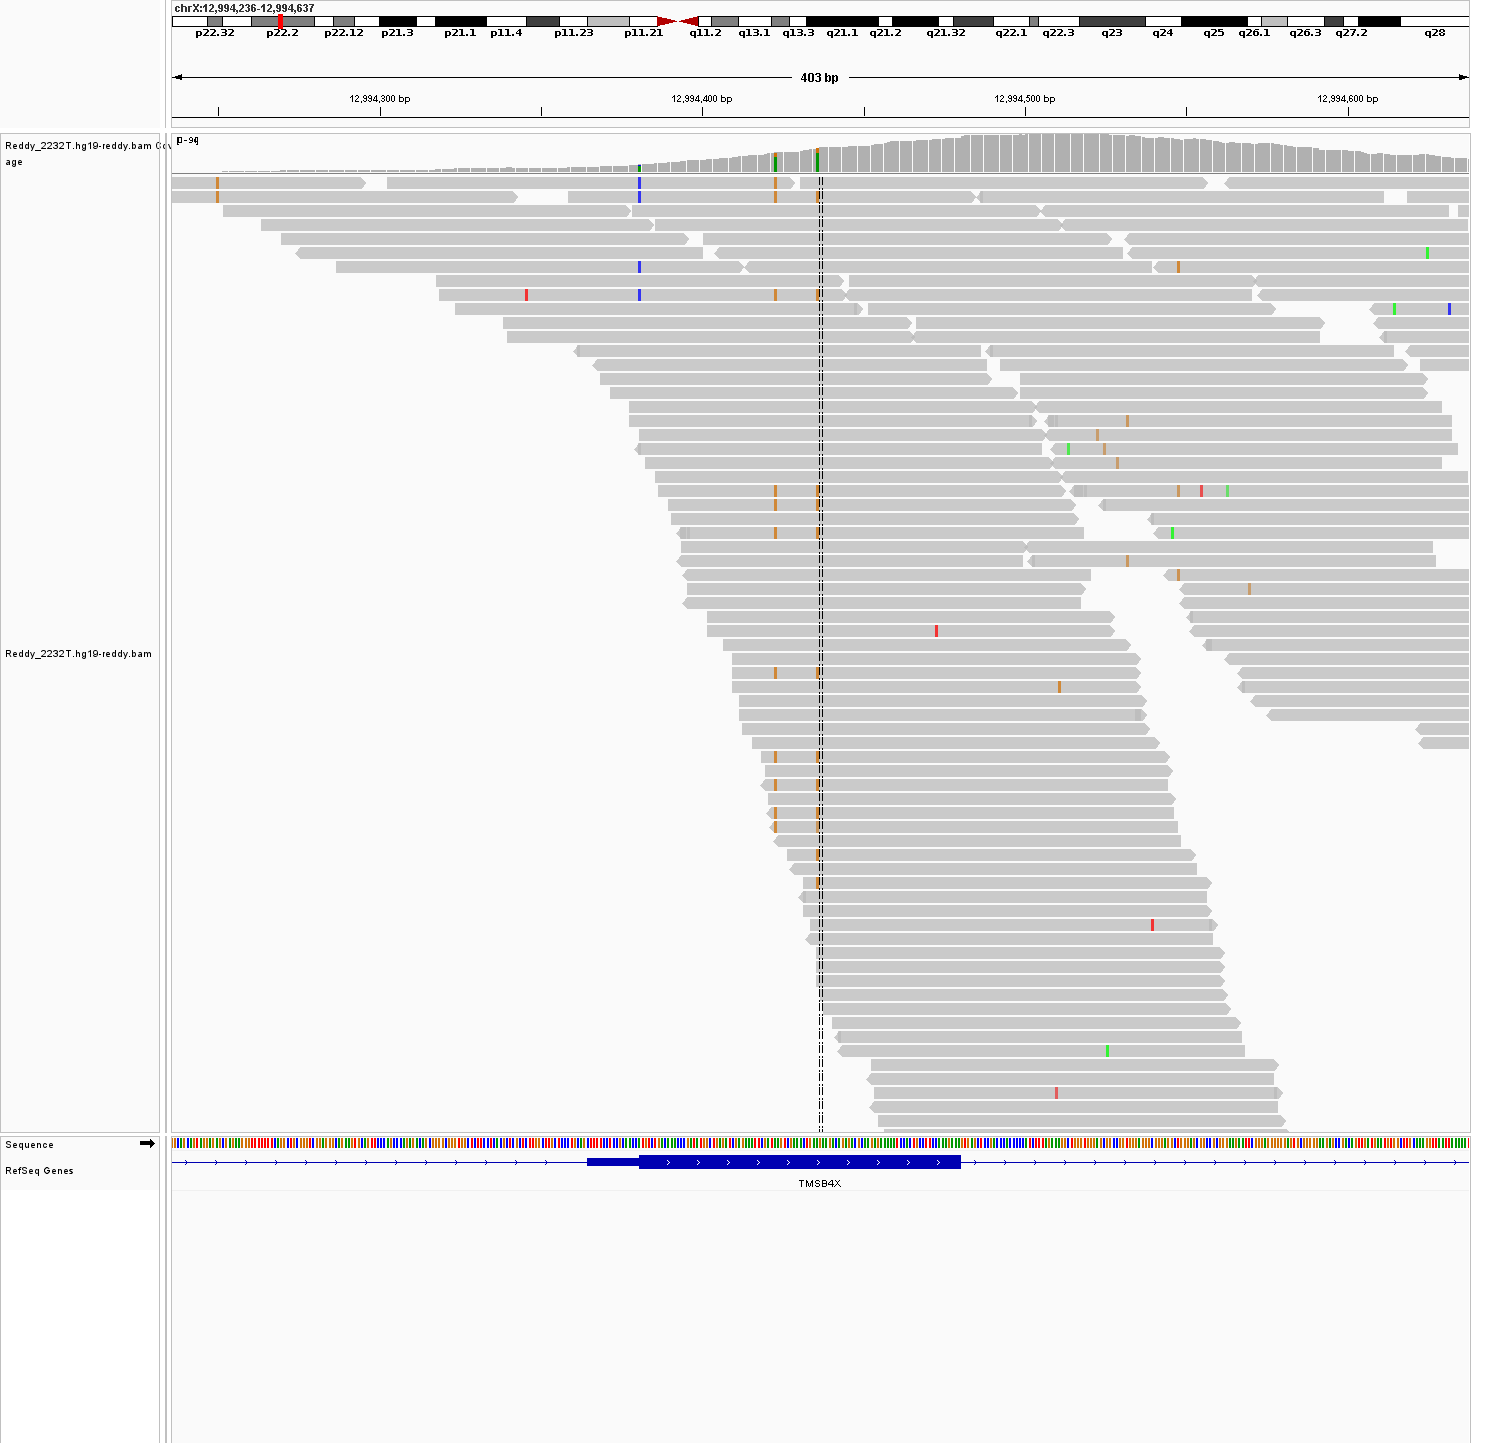 chrX:12,994,236-12,994,637
p22.32 p22.2 p22.12 p21.3 p21.1 p11.4 p11.23 p11.21 q11.2 q13.1 q13.3 q21.1 q21.2 q21.32 q22.1 q22.3 q23 q24 q25 q26.1 q26.3 q27.2 q28
403 bp
12,994,300 bp 12,994,400 bp 12,994,500 bp 12,994,600 bp
[0-94]
Reddy_2232T.hg19-reddy.bam Cov
age
Reddy_2232T.hg19-reddy.bam
Sequence
RefSeq Genes
TMSB4X